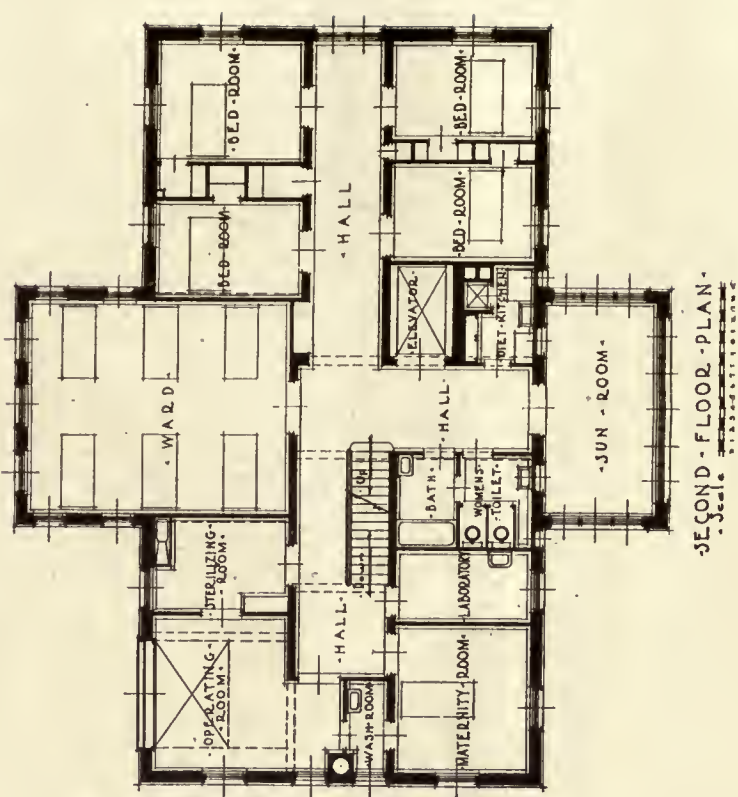 ·BED-ROOM·
·BED-ROOM·
·BED-ROOM·
·BED-ROOM·
·HALL·
·ELEVATOR·
·DIET-KITCHEN·
·WARD·
·HALL·
·SUN-ROOM·
·BATH·
·WOMENS·
·TOILET·
UP
Down
·STERILIZING·
·ROOM·
·LABORATORY·
·HALL·
·OPERATING·
·ROOM·
·WASH-ROOM·
·MATERNITY-ROOM·
·SECOND-FLOOR-PLAN·
·Scale